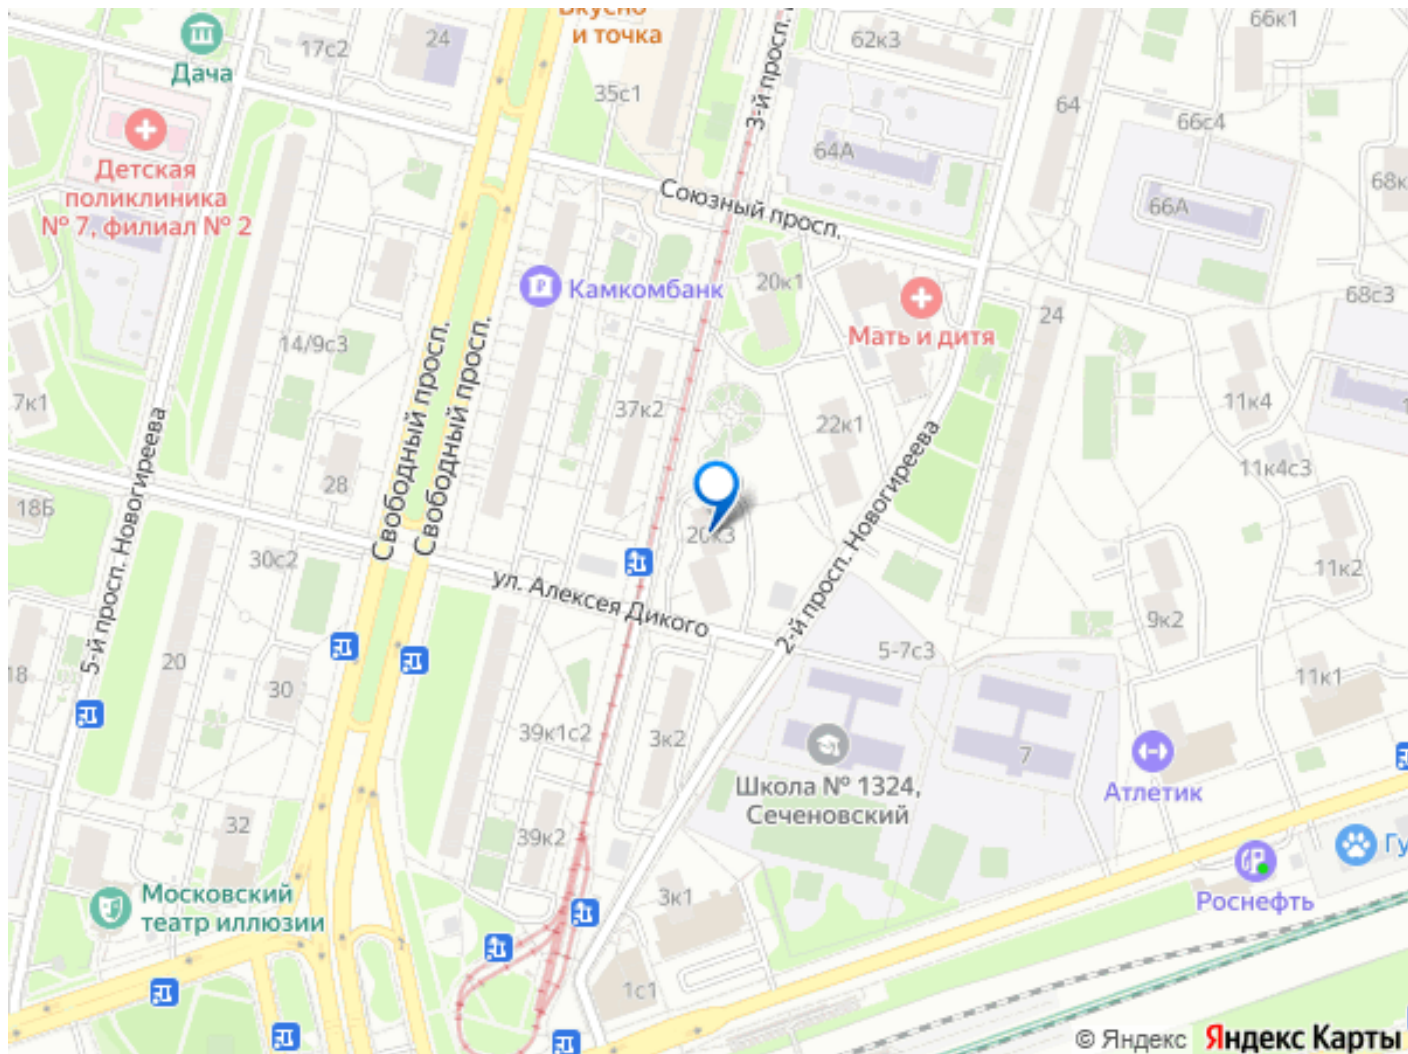 Вкусно
и точка
Дача
17с2
24
35с1
3-й просп.
62к3
66к1
64
66с4
64А
68к
66А
Детская
поликлиника
№ 7, филиал № 2
Союзный просп.
20к1
Камкомбанк
Мать и дитя
68с3
24
14/9с3
Свободный просп.
Свободный просп.
7к1
37к2
22к1
11к4
11к4с3
5-й просп. Новогиреева
2-й просп. Новогиреева
28
18Б
30с2
20к3
ул. Алексея Дикого
11к2
9к2
5-7с3
18
20
30
11к1
39к1с2
3к2
7
Школа № 1324,
Сеченовский
Атлетик
32
39к2
Гу
Московский
театр иллюзии
3к1
Роснефть
1с1
© Яндекс Яндекс Карты